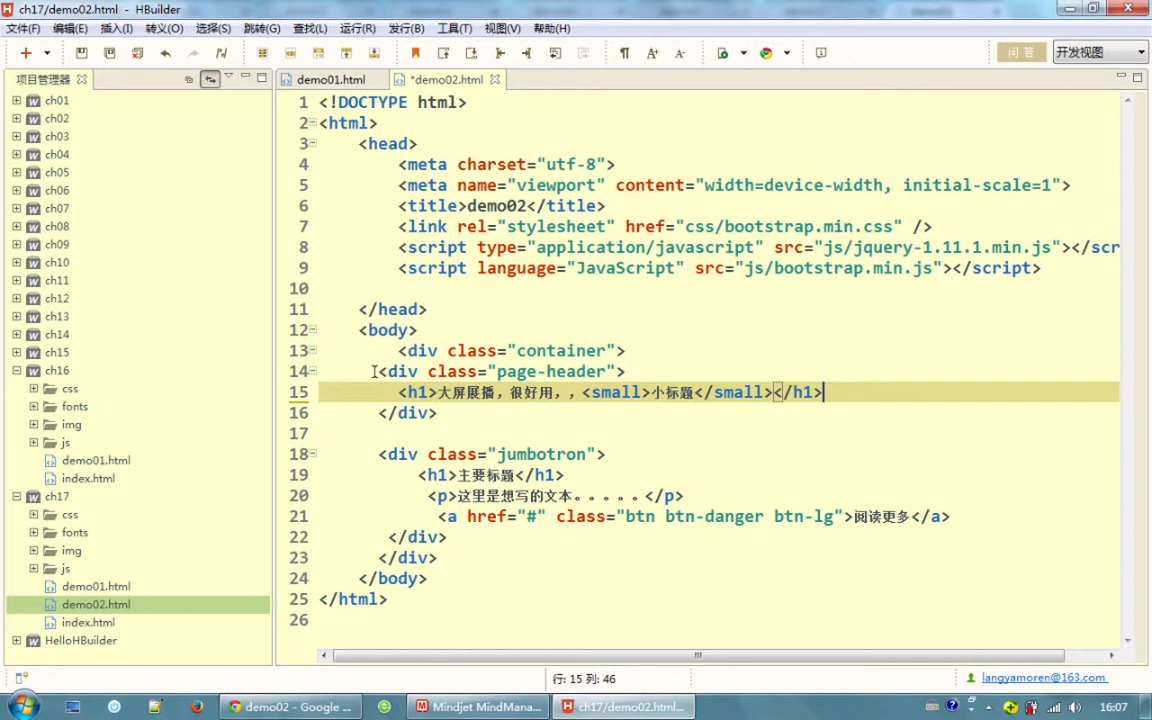 ch17/demo02.html - HBuilder
文件(F) 编辑(E) 插入(I) 转义(O) 选择(S) 跳转(G) 查找(L) 运行(R) 发行(B) 工具(T) 视图(V) 帮助(H)
问答 开发视图
项目管理器
demo01.html *demo02.html
ch01
ch02
ch03
ch04
ch05
ch06
ch07
ch08
ch09
ch10
ch11
ch12
ch13
ch14
ch15
ch16
css
fonts
img
js
demo01.html
index.html
ch17
css
fonts
img
js
demo01.html
demo02.html
index.html
HelloHBuilder
1 <!DOCTYPE html>
2 <html>
3 <head>
4 <meta charset="utf-8">
5 <meta name="viewport" content="width=device-width, initial-scale=1">
6 <title>demo02</title>
7 <link rel="stylesheet" href="css/bootstrap.min.css" />
8 <script type="application/javascript" src="js/jquery-1.11.1.min.js"></scr
9 <script language="JavaScript" src="js/bootstrap.min.js"></script>
10
11 </head>
12 <body>
13 <div class="container">
14 <div class="page-header">
15 <h1>大屏展播，很好用，，<small>小标题</small></h1>
16 </div>
17
18 <div class="jumbotron">
19 <h1>主要标题</h1>
20 <p>这里是想写的文本。。。。。</p>
21 <a href="#" class="btn btn-danger btn-lg">阅读更多</a>
22 </div>
23 </div>
24 </body>
25 </html>
26
行: 15 列: 46
langyamoren@163.com
demo02 - Google ... Mindjet MindMana... ch17/demo02.html... 16:07